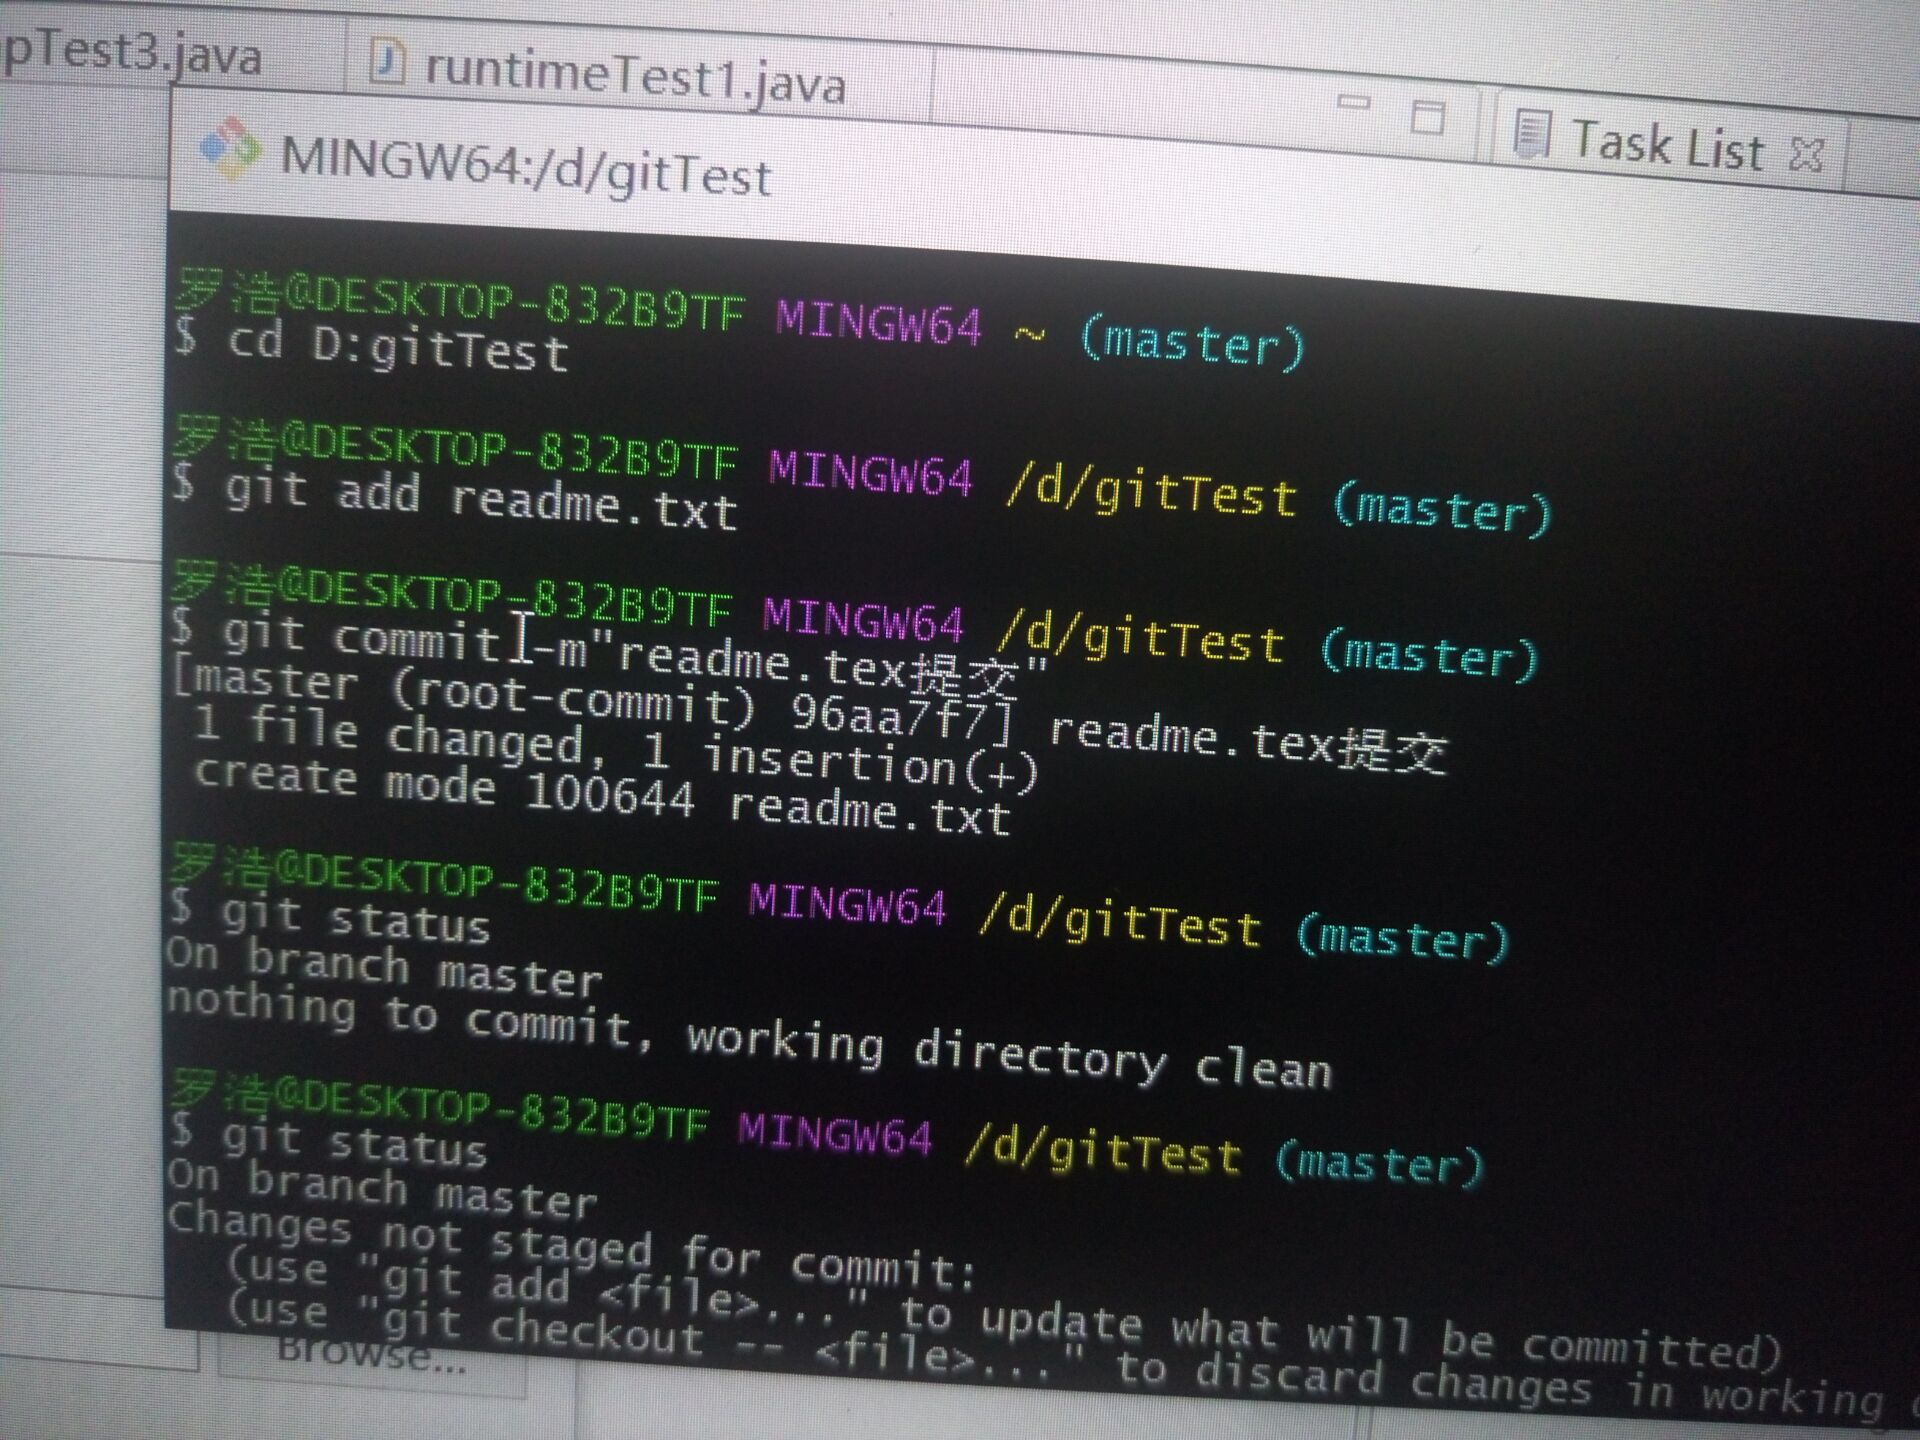 pTest3.java
runtimeTest1.java
Task List
MINGW64:/d/gitTest
罗浩@DESKTOP-832B9TF MINGW64 ~ (master)
$ cd D:gitTest
罗浩@DESKTOP-832B9TF MINGW64 /d/gitTest (master)
$ git add readme.txt
罗浩@DESKTOP-832B9TF MINGW64 /d/gitTest (master)
$ git commit -m"readme.tex提交"
[master (root-commit) 96aa7f7] readme.tex提交
1 file changed, 1 insertion(+)
create mode 100644 readme.txt
罗浩@DESKTOP-832B9TF MINGW64 /d/gitTest (master)
$ git status
On branch master
nothing to commit, working directory clean
罗浩@DESKTOP-832B9TF MINGW64 /d/gitTest (master)
$ git status
On branch master
Changes not staged for commit:
(use "git add <file>..." to update what will be committed)
(use "git checkout -- <file>..." to discard changes in working
Browse...